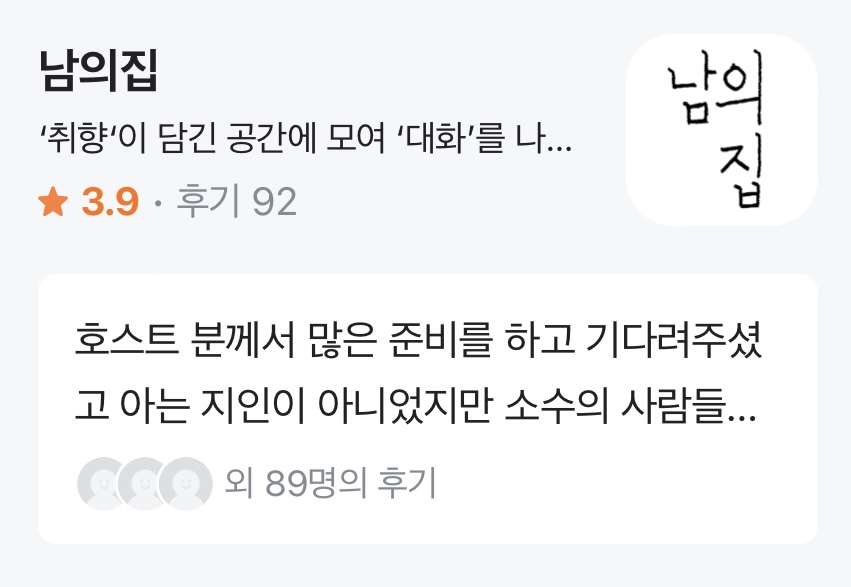 남의집
‘취향‘이 담긴 공간에 모여 ‘대화’를 나...
3.9 · 후기 92
남의
집
호스트 분께서 많은 준비를 하고 기다려주셨
고 아는 지인이 아니었지만 소수의 사람들...
외 89명의 후기